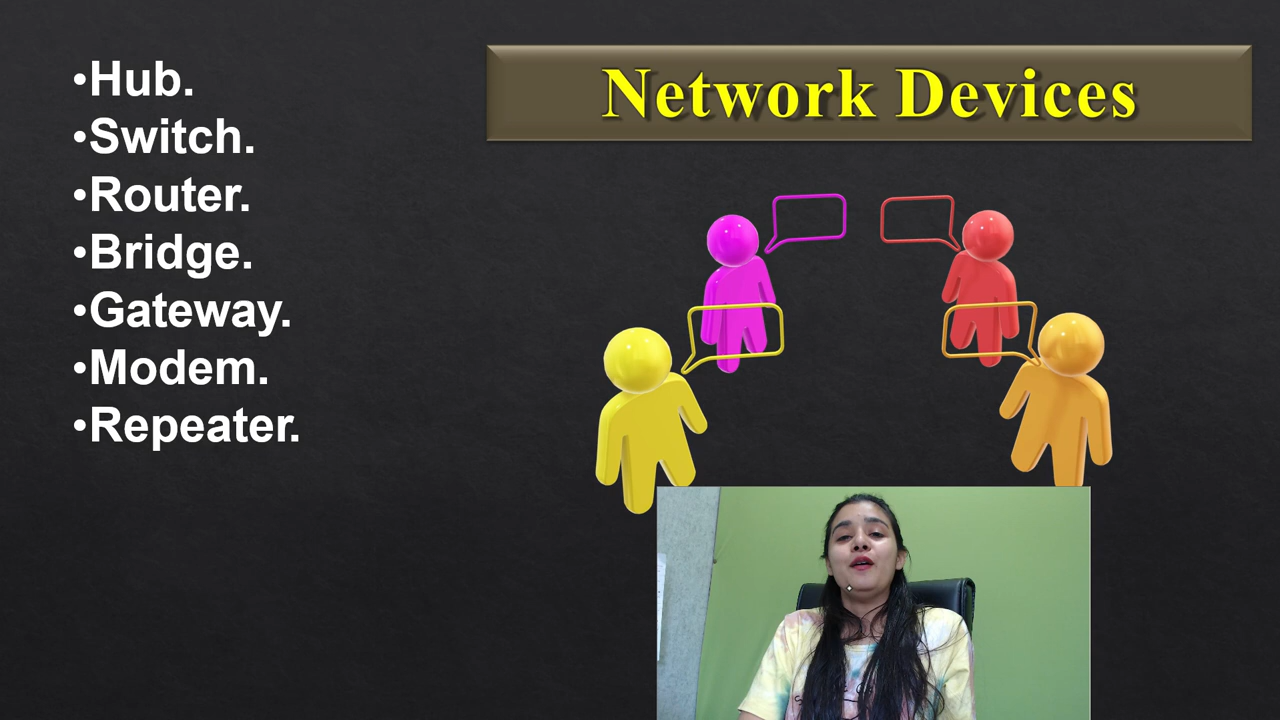 Network Devices
•Hub.
•Switch.
•Router.
•Bridge.
•Gateway.
•Modem.
•Repeater.